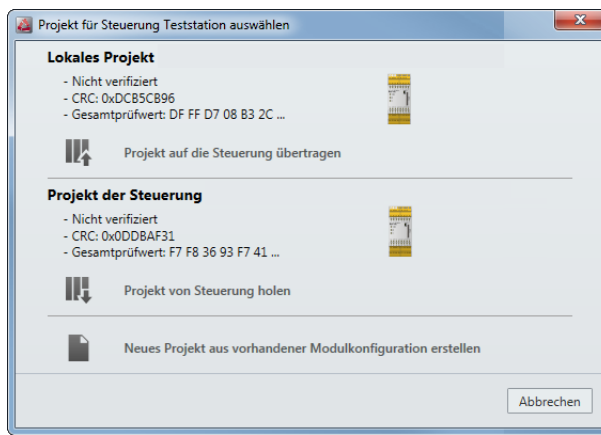 Projekt für Steuerung Teststation auswählen
Lokales Projekt
- Nicht verifiziert
- CRC: 0xDCB5CB96
- Gesamtprüfwert: DF FF D7 08 B3 2C ...
Projekt auf die Steuerung übertragen
Projekt der Steuerung
- Nicht verifiziert
- CRC: 0x0DDBAF31
- Gesamtprüfwert: F7 F8 36 93 F7 41 ...
Projekt von Steuerung holen
Neues Projekt aus vorhandener Modulkonfiguration erstellen
Abbrechen